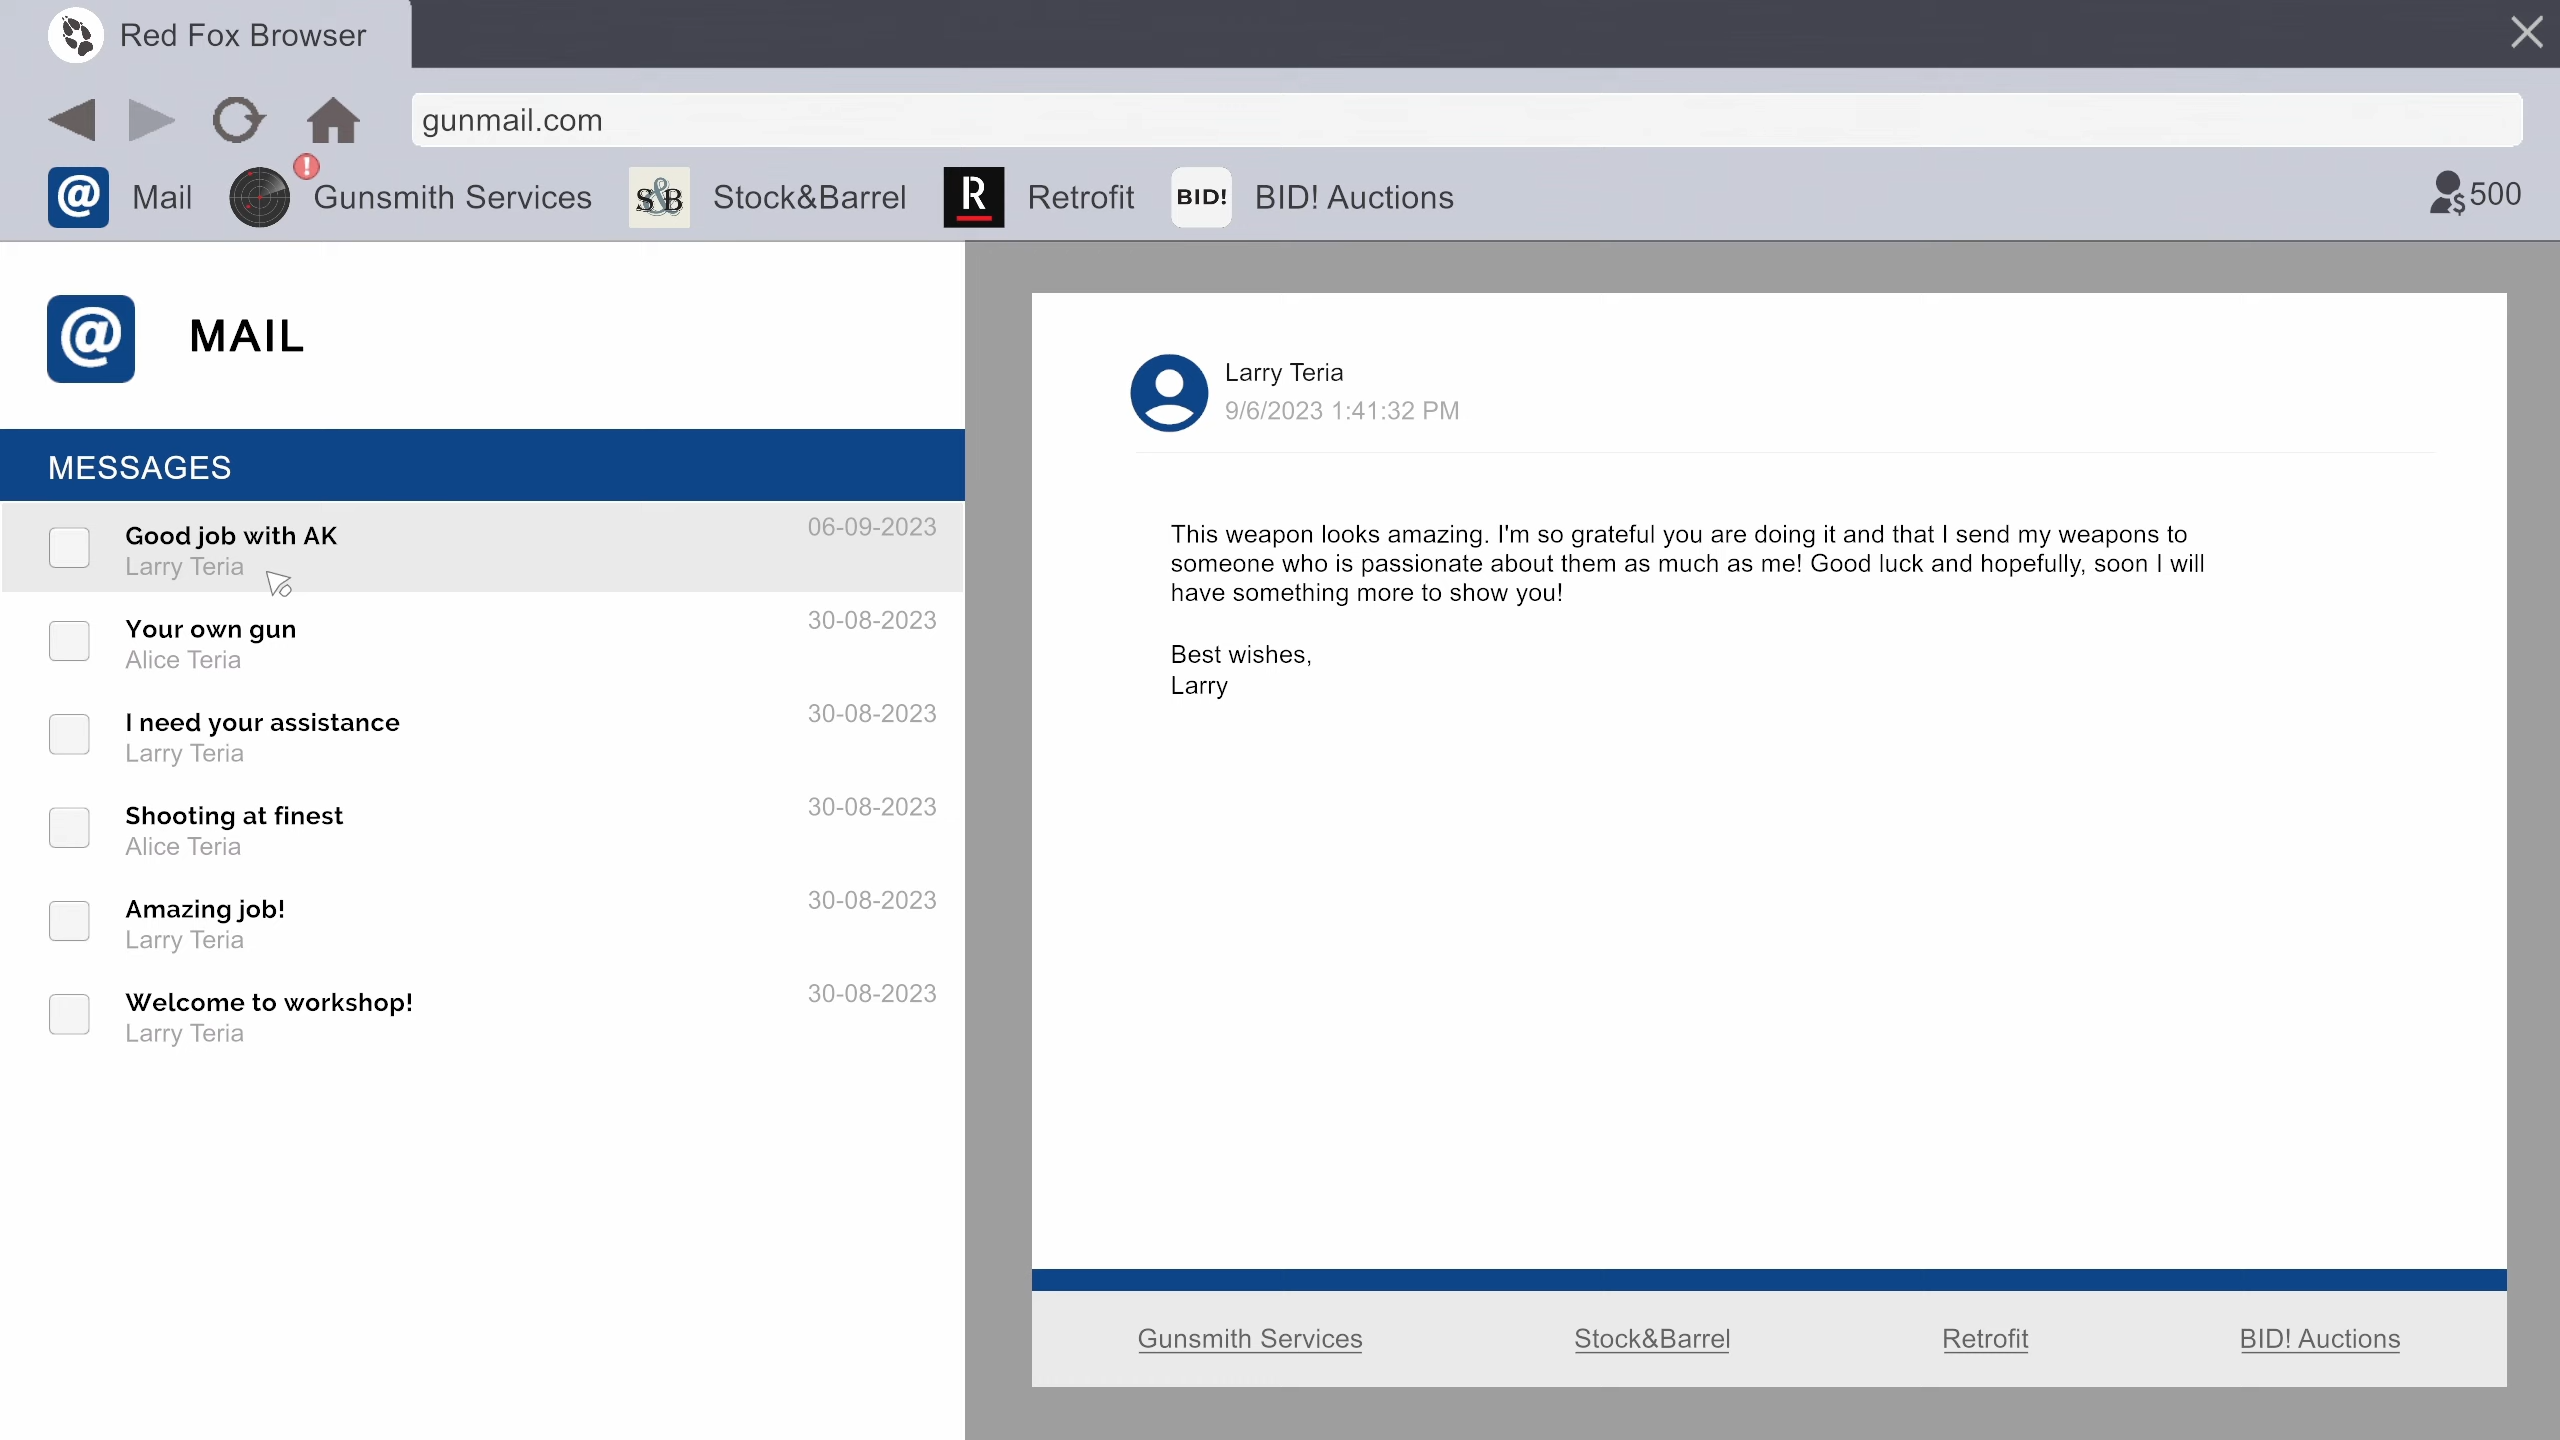 Red Fox Browser
gunmail.com
@ Mail ! Gunsmith Services S&B Stock&Barrel R Retrofit BID! BID! Auctions $500
@ MAIL
MESSAGES
Good job with AK 06-09-2023
Larry Teria
Your own gun 30-08-2023
Alice Teria
I need your assistance 30-08-2023
Larry Teria
Shooting at finest 30-08-2023
Alice Teria
Amazing job! 30-08-2023
Larry Teria
Welcome to workshop! 30-08-2023
Larry Teria
Larry Teria
9/6/2023 1:41:32 PM
This weapon looks amazing. I'm so grateful you are doing it and that I send my weapons to
someone who is passionate about them as much as me! Good luck and hopefully, soon I will
have something more to show you!
Best wishes,
Larry
Gunsmith Services Stock&Barrel Retrofit BID! Auctions